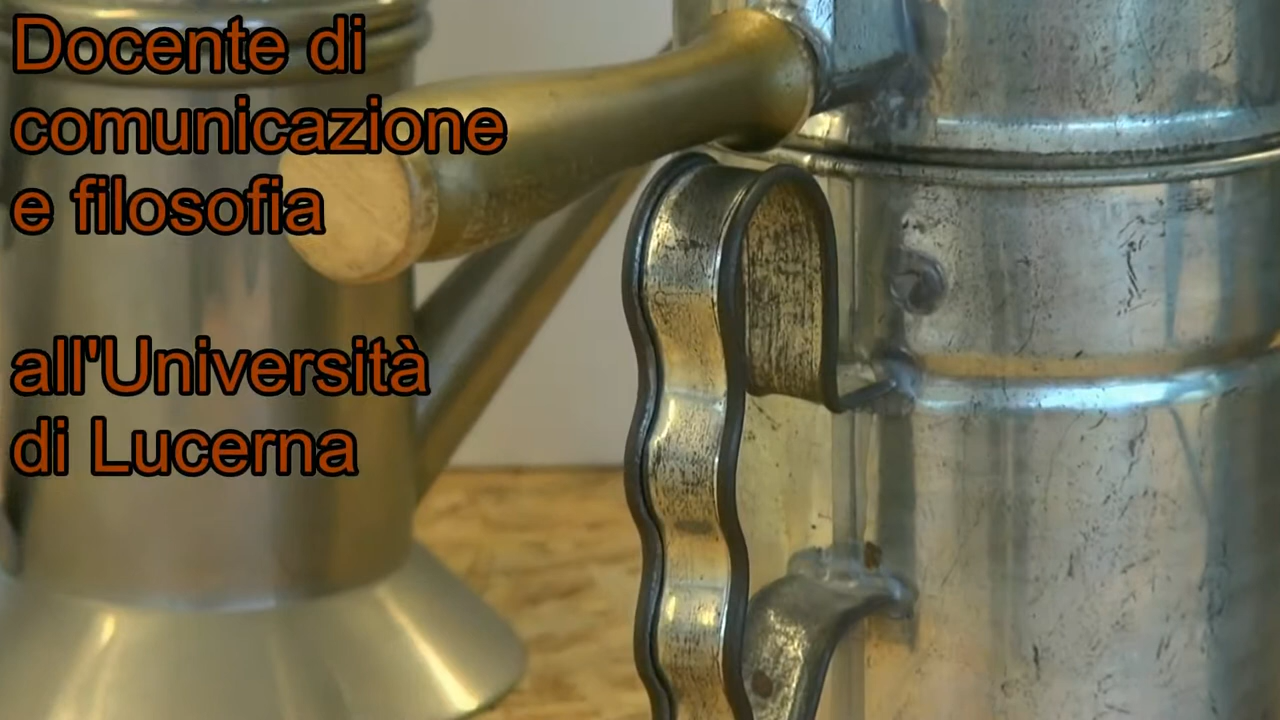 Docente di
comunicazione
e filosofia
all'Università
di Lucerna